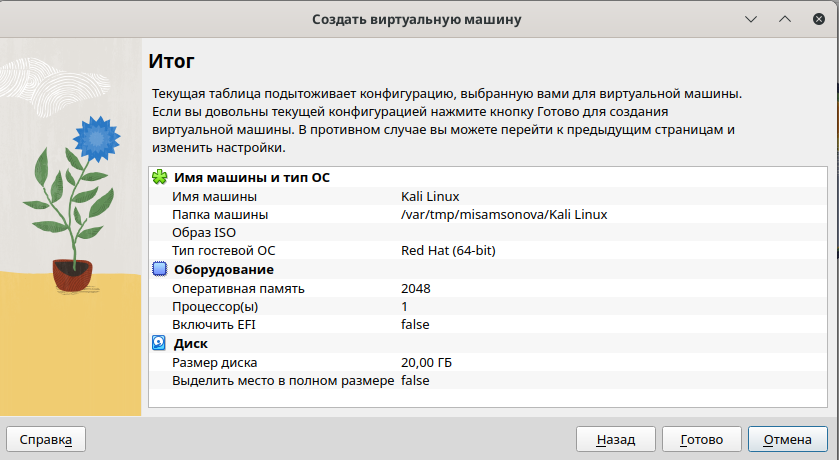 Создать виртуальную машину
Итог
Текущая таблица подытоживает конфигурацию, выбранную вами для виртуальной машины.
Если вы довольны текущей конфигурацией нажмите кнопку Готово для создания
виртуальной машины. В противном случае вы можете перейти к предыдущим страницам и
изменить настройки.
Имя машины и тип ОС
Имя машины Kali Linux
Папка машины /var/tmp/misamsonova/Kali Linux
Образ ISO
Тип гостевой ОС Red Hat (64-bit)
Оборудование
Оперативная память 2048
Процессор(ы) 1
Включить EFI false
Диск
Размер диска 20,00 ГБ
Выделить место в полном размере false
Справка Назад Готово Отмена